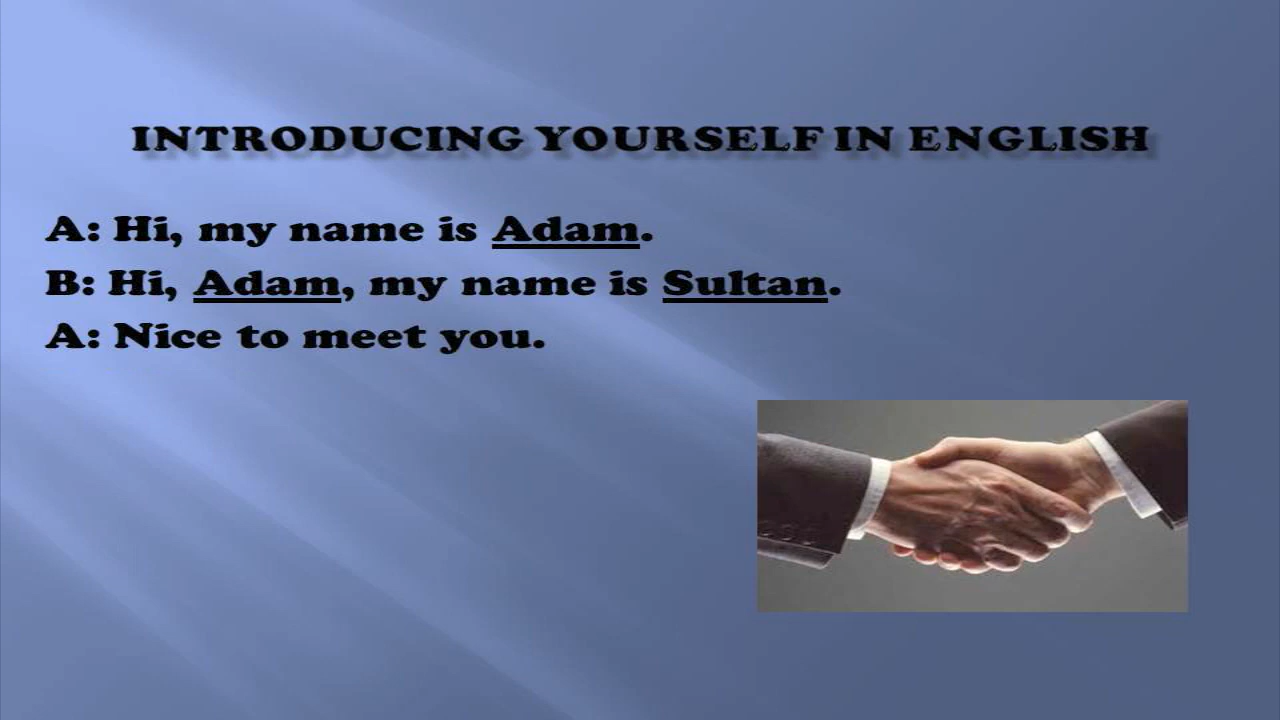 INTRODUCING YOURSELF IN ENGLISH
A: Hi, my name is Adam.
B: Hi, Adam, my name is Sultan.
A: Nice to meet you.